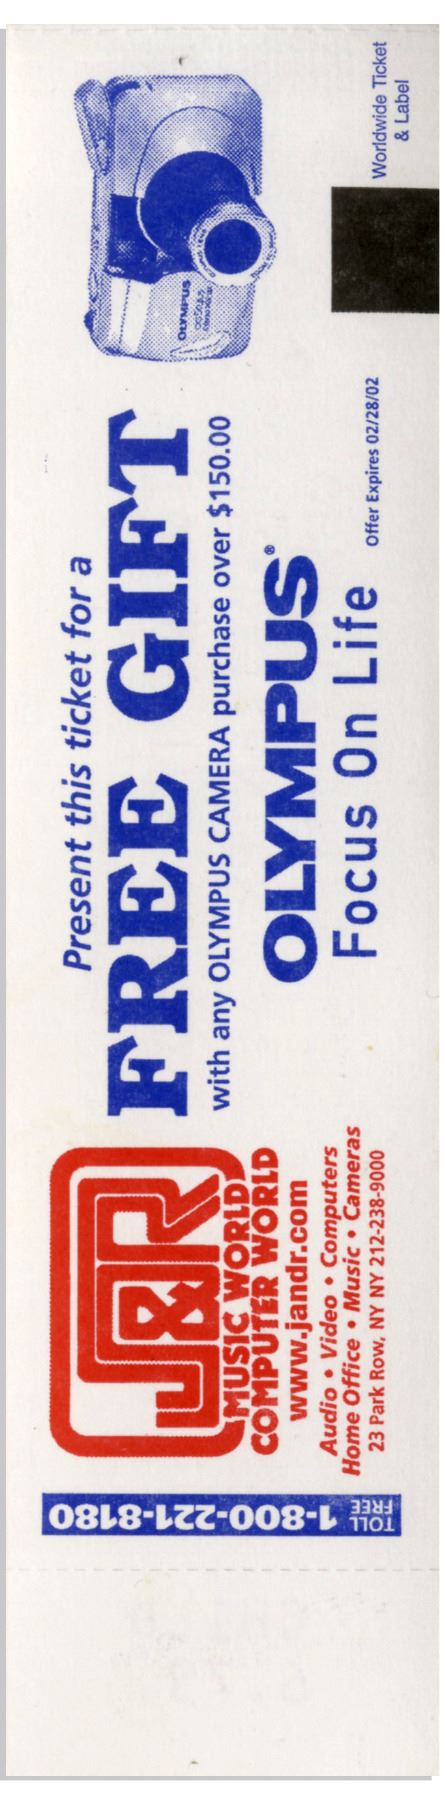 TOLL
FREE
1-800-221-8180
J&R
MUSIC WORLD
COMPUTER WORLD
www.jandr.com
Audio • Video • Computers
Home Office • Music • Cameras
23 Park Row, NY NY 212-238-9000
Present this ticket for a
FREE GIFT
with any OLYMPUS CAMERA purchase over $150.00
OLYMPUS®
Focus On Life
Offer Expires 02/28/02
OLYMPUS
Worldwide Ticket
& Label